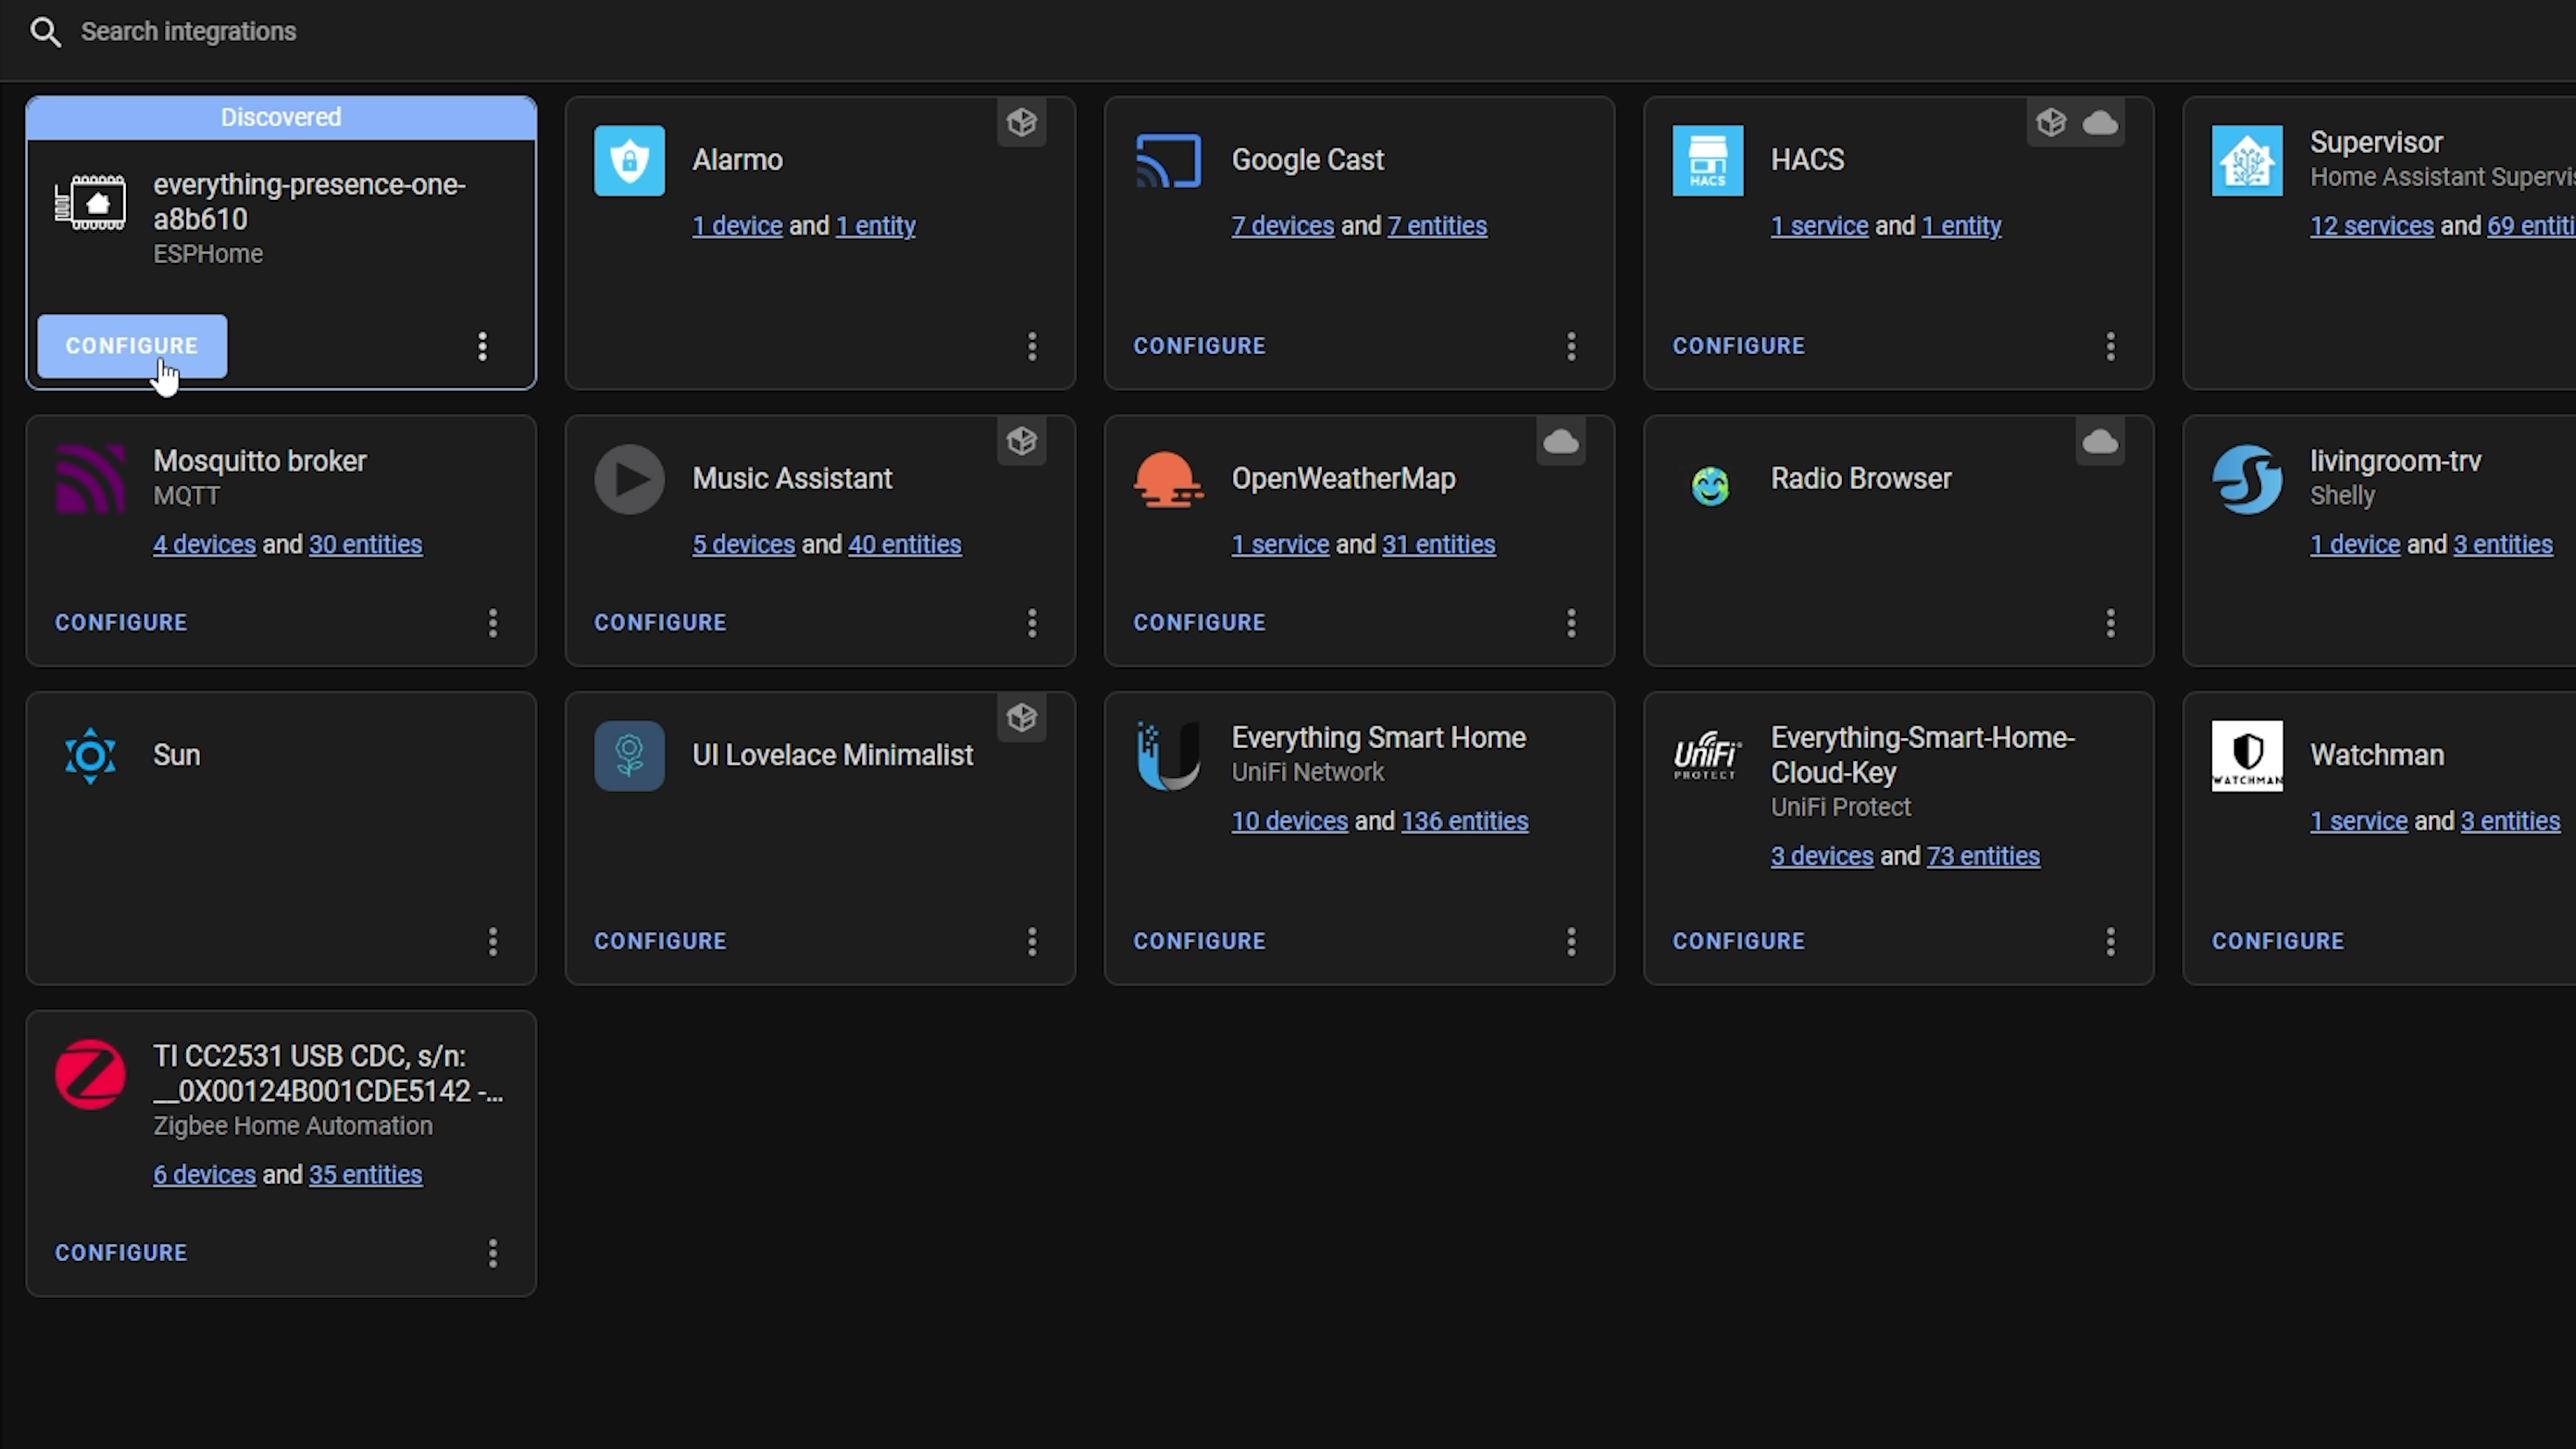 Search integrations
Discovered
everything-presence-one-
a8b610
ESPHome
CONFIGURE
Alarmo
1 device and 1 entity
Google Cast
7 devices and 7 entities
CONFIGURE
HACS
HACS
1 service and 1 entity
CONFIGURE
Supervisor
Home Assistant Supervis
12 services and 69 entiti
Mosquitto broker
MQTT
4 devices and 30 entities
CONFIGURE
Music Assistant
5 devices and 40 entities
CONFIGURE
OpenWeatherMap
1 service and 31 entities
CONFIGURE
Radio Browser
livingroom-trv
Shelly
1 device and 3 entities
Sun
UI Lovelace Minimalist
CONFIGURE
Everything Smart Home
UniFi Network
10 devices and 136 entities
CONFIGURE
UniFi
PROTECT
Everything-Smart-Home-
Cloud-Key
UniFi Protect
3 devices and 73 entities
CONFIGURE
WATCHMAN
Watchman
1 service and 3 entities
CONFIGURE
TI CC2531 USB CDC, s/n:
__0X00124B001CDE5142 -...
Zigbee Home Automation
6 devices and 35 entities
CONFIGURE